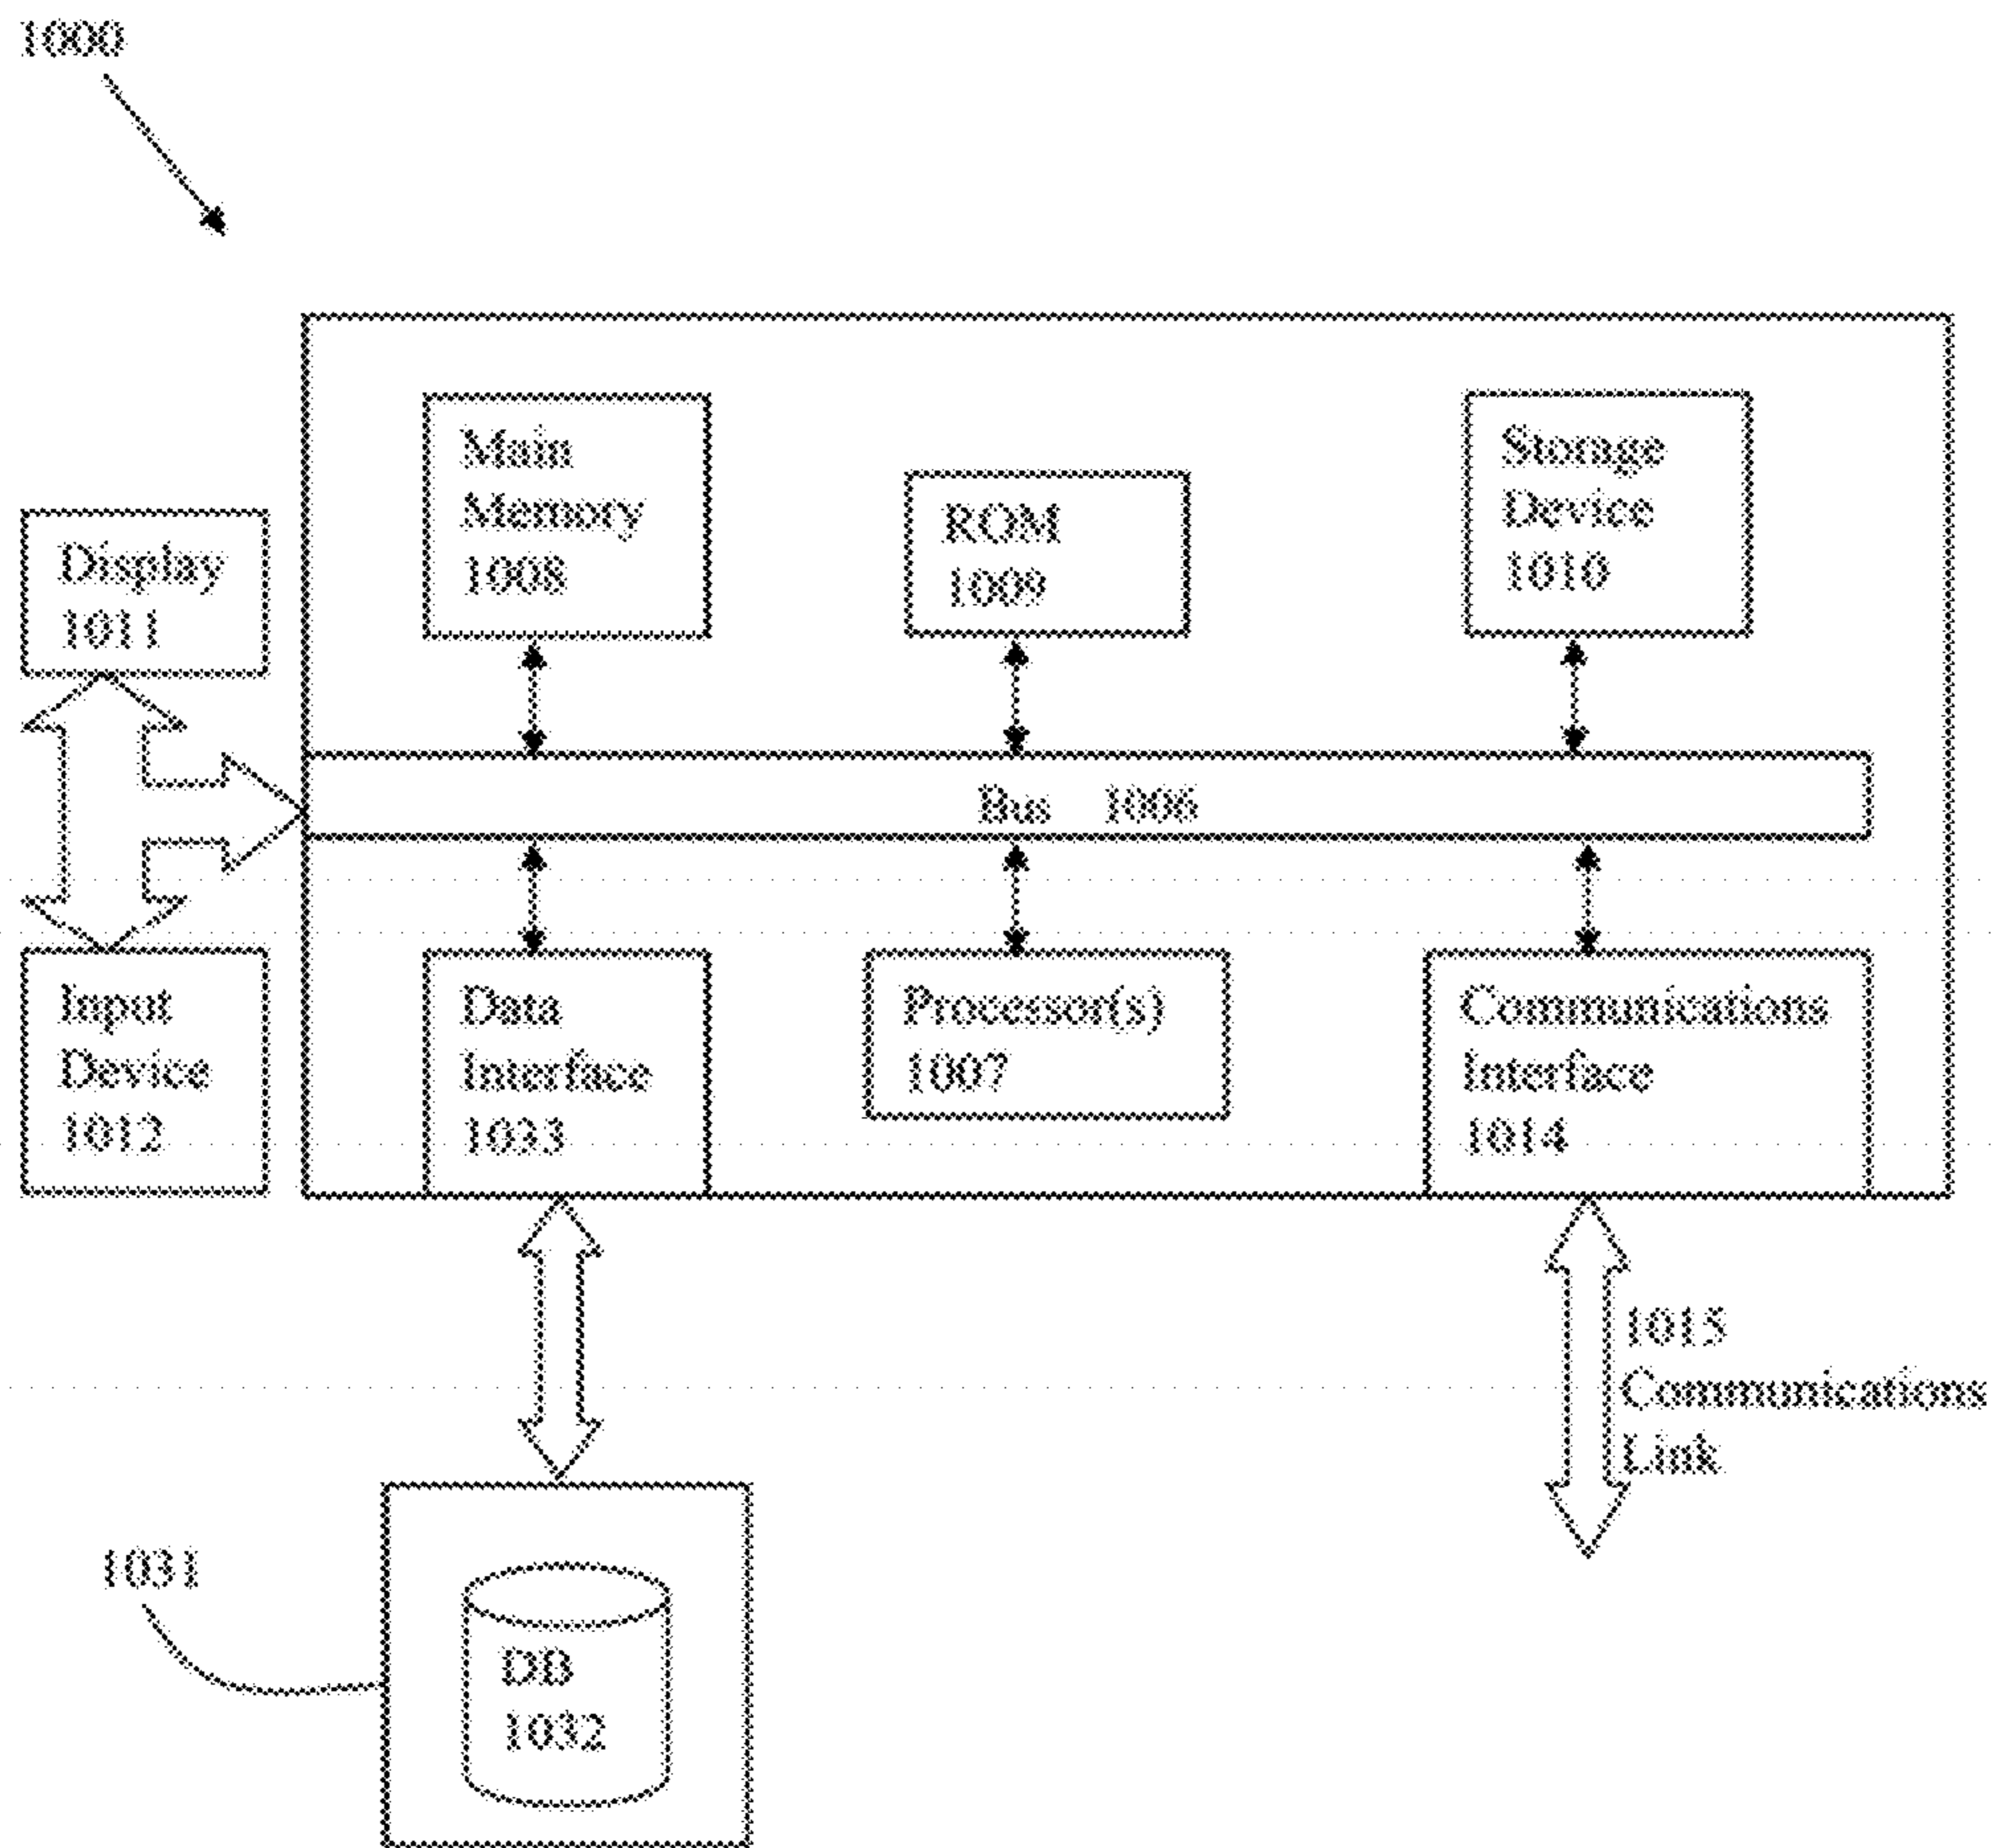 1000
Main
Memory
1008
ROM
1009
Storage
Device
1010
Display
1011
Bus 1006
Input
Device
1012
Data
Interface
1033
Processor(s)
1007
Communications
Interface
1014
1015
Communications
Link
1031
DB
1032